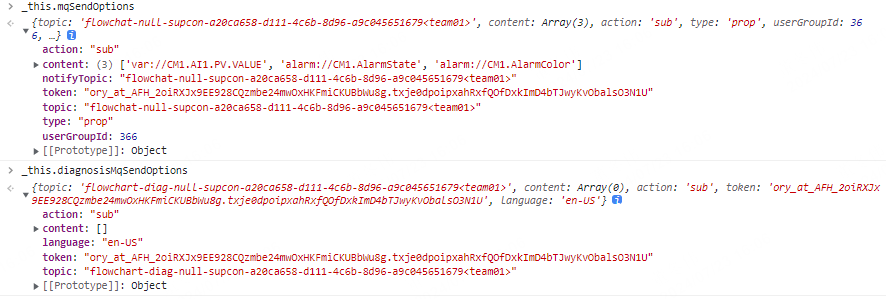 > _this.mqSendOptions
{topic: 'flowchat-null-supcon-a20ca658-d111-4c6b-8d96-a9c045651679<team01>', content: Array(3), action: 'sub', type: 'prop', userGroupId: 36
6, …} i
action: "sub"
content: (3) ['var://CM1.AI1.PV.VALUE', 'alarm://CM1.AlarmState', 'alarm://CM1.AlarmColor']
notifyTopic: "flowchat-null-supcon-a20ca658-d111-4c6b-8d96-a9c045651679<team01>"
token: "ory_at_AFH_2oiRXJx9EE928CQzmbe24mwOxHKFmiCKUBbWu8g.txje0dpoipxahRxfQOfDxkImD4bTJwyKvObalsO3N1U"
topic: "flowchat-null-supcon-a20ca658-d111-4c6b-8d96-a9c045651679<team01>"
type: "prop"
userGroupId: 366
[[Prototype]]: Object
> _this.diagnosisMqSendOptions
{topic: 'flowchart-diag-null-supcon-a20ca658-d111-4c6b-8d96-a9c045651679<team01>', content: Array(0), action: 'sub', token: 'ory_at_AFH_2oiRXJx
9EE928CQzmbe24mwOxHKFmiCKUBbWu8g.txje0dpoipxahRxfQOfDxkImD4bTJwyKvObalsO3N1U', language: 'en-US'} i
action: "sub"
content: []
language: "en-US"
token: "ory_at_AFH_2oiRXJx9EE928CQzmbe24mwOxHKFmiCKUBbWu8g.txje0dpoipxahRxfQOfDxkImD4bTJwyKvObalsO3N1U"
topic: "flowchart-diag-null-supcon-a20ca658-d111-4c6b-8d96-a9c045651679<team01>"
[[Prototype]]: Object